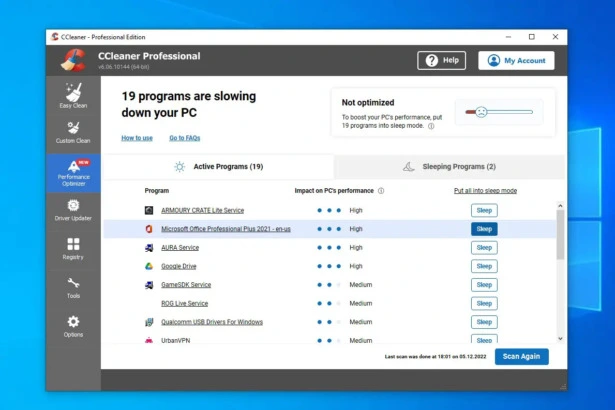 CCleaner - Professional Edition
CCleaner Professional
v6.06.10144 (64 bit)
Help
My Account
Easy Clean
Custom Clean
NEW
Performance
Optimizer
Driver Updater
Registry
Tools
Options
19 programs are slowing
down your PC
How to use
Go to FAQs
Not optimized
To boost your PC's performance, put
19 programs into sleep mode.
Active Programs (19)
Sleeping Programs (2)
Program
Impact on PC's performance
Put all into sleep mode
ARMOURY CRATE Lite Service
High
Sleep
Microsoft Office Professional Plus 2021 - en-us
High
Sleep
AURA Service
High
Sleep
Google Drive
High
Sleep
GameSDK Service
Medium
Sleep
ROG Live Service
Medium
Sleep
Qualcomm USB Drivers For Windows
Medium
Sleep
UrbanVPN
Medium
Sleep
Last scan was done at 18:01 on 05.12.2022
Scan Again